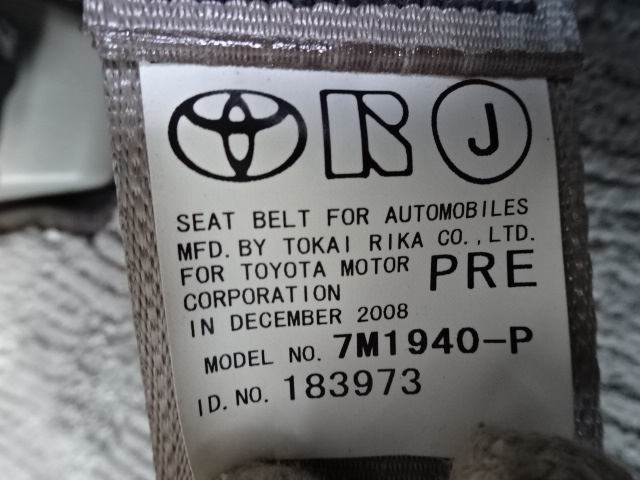 J
SEAT BELT FOR AUTOMOBILES
MFD. BY TOKAI RIKA CO., LTD.
FOR TOYOTA MOTOR
CORPORATION
PRE
IN DECEMBER 2008
MODEL NO. 7M1940-P
ID. NO. 183973